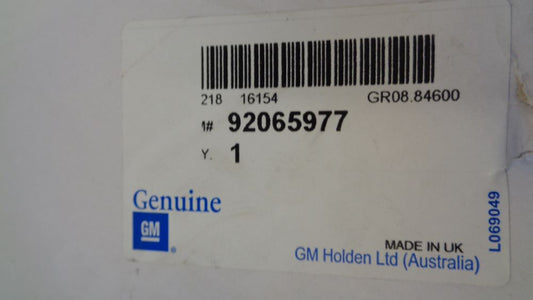 218 16154 GR08.84600
1# 92065977
Y. 1
Genuine
GM
®
MADE IN UK
GM Holden Ltd (Australia)
L069049